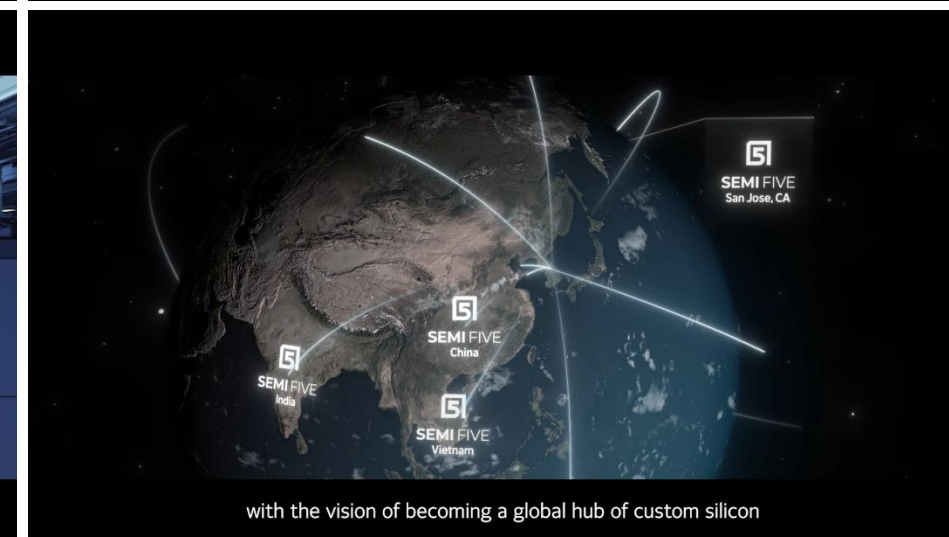 SEMI FIVE
San Jose, CA
SEMI FIVE
China
SEMI FIVE
India
SEMI FIVE
Vietnam
with the vision of becoming a global hub of custom silicon